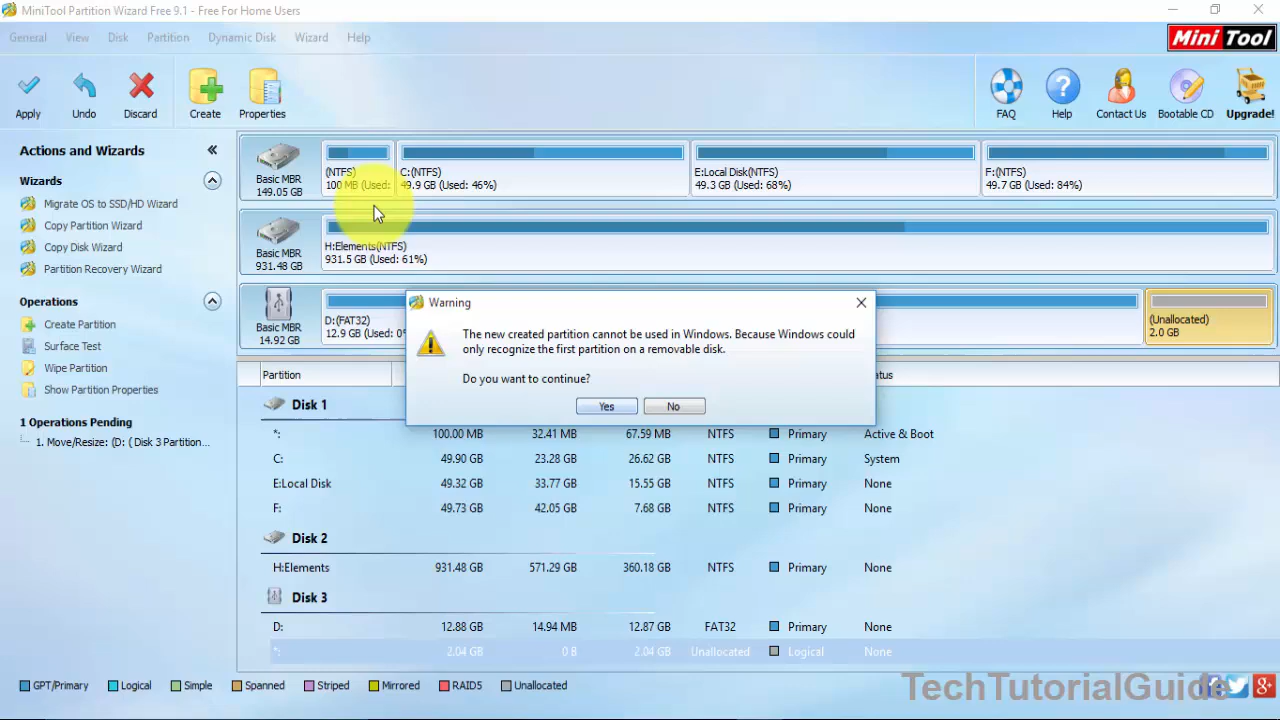 MiniTool Partition Wizard Free 9.1 - Free For Home Users
General View Disk Partition Dynamic Disk Wizard Help
Mini Tool
Apply Undo Discard Create Properties FAQ Help Contact Us Bootable CD Upgrade!
Actions and Wizards
Wizards
Migrate OS to SSD/HD Wizard
Copy Partition Wizard
Copy Disk Wizard
Partition Recovery Wizard
Operations
Create Partition
Surface Test
Wipe Partition
Show Partition Properties
1 Operations Pending
1. Move/Resize: (D: ( Disk 3 Partition...
Basic MBR
149.05 GB
(NTFS)
100 MB (Used:
C:(NTFS)
49.9 GB (Used: 46%)
E:Local Disk(NTFS)
49.3 GB (Used: 68%)
F:(NTFS)
49.7 GB (Used: 84%)
Basic MBR
931.48 GB
H:Elements(NTFS)
931.5 GB (Used: 61%)
Basic MBR
14.92 GB
D:(FAT32)
12.9 GB (Used: 0%
(Unallocated)
2.0 GB
Warning
The new created partition cannot be used in Windows. Because Windows could
only recognize the first partition on a removable disk.
Do you want to continue?
Yes No
Partition
Disk 1
*: 100.00 MB 32.41 MB 67.59 MB NTFS Primary Active & Boot
C: 49.90 GB 23.28 GB 26.62 GB NTFS Primary System
E:Local Disk 49.32 GB 33.77 GB 15.55 GB NTFS Primary None
F: 49.73 GB 42.05 GB 7.68 GB NTFS Primary None
Disk 2
H:Elements 931.48 GB 571.29 GB 360.18 GB NTFS Primary None
Disk 3
D: 12.88 GB 14.94 MB 12.87 GB FAT32 Primary None
*: 2.04 GB 0 B 2.04 GB Unallocated Logical None
GPT/Primary Logical Simple Spanned Striped Mirrored RAID5 Unallocated
TechTutorialGuide